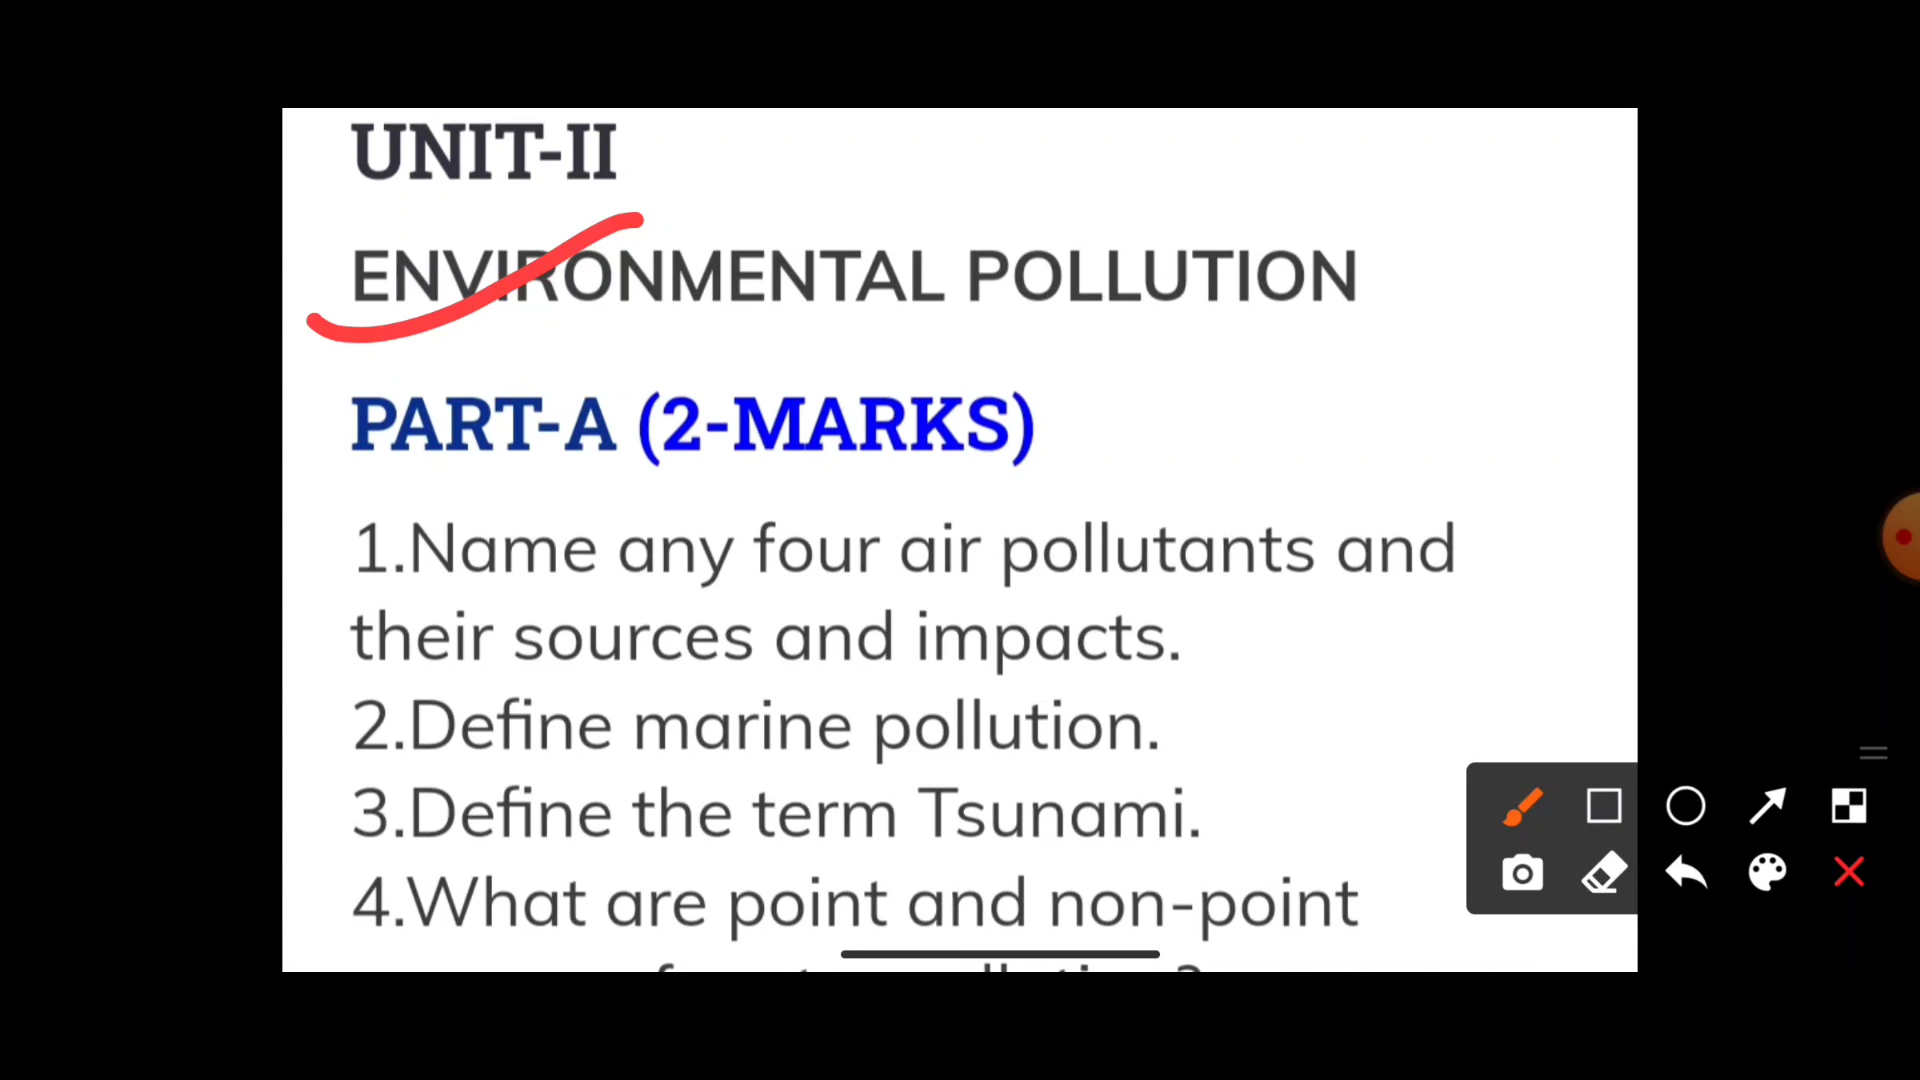 UNIT-II
ENVIRONMENTAL POLLUTION
PART-A (2-MARKS)
1.Name any four air pollutants and
their sources and impacts.
2.Define marine pollution.
3.Define the term Tsunami.
4.What are point and non-point